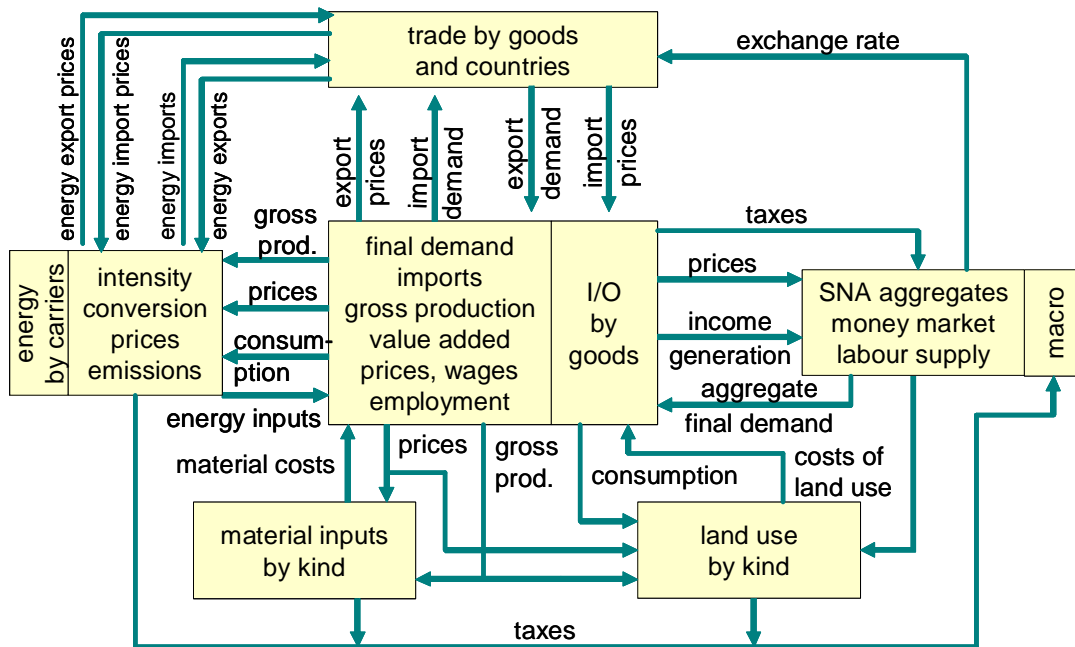 trade by goods
and countries
exchange rate
energy export prices
energy import prices
energy imports
energy exports
export
prices
import
demand
export
demand
import
prices
gross
prod.
prices
consum-
ption
energy inputs
energy
by carriers
intensity
conversion
prices
emissions
final demand
imports
gross production
value added
prices, wages
employment
I/O
by
goods
taxes
prices
income
generation
aggregate
final demand
SNA aggregates
money market
labour supply
macro
material costs
prices
gross
prod.
consumption
costs of
land use
material inputs
by kind
land use
by kind
taxes